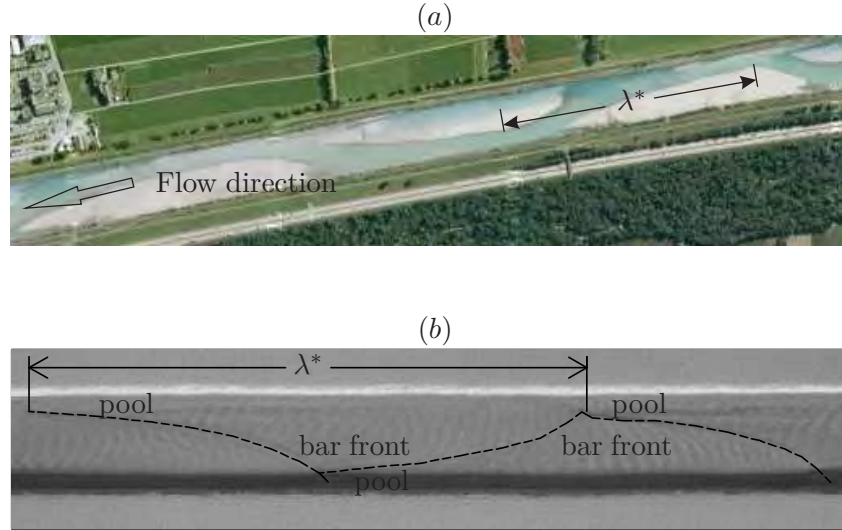 (a)
λ*
Flow direction
(b)
λ*
pool
pool
bar front
bar front
pool